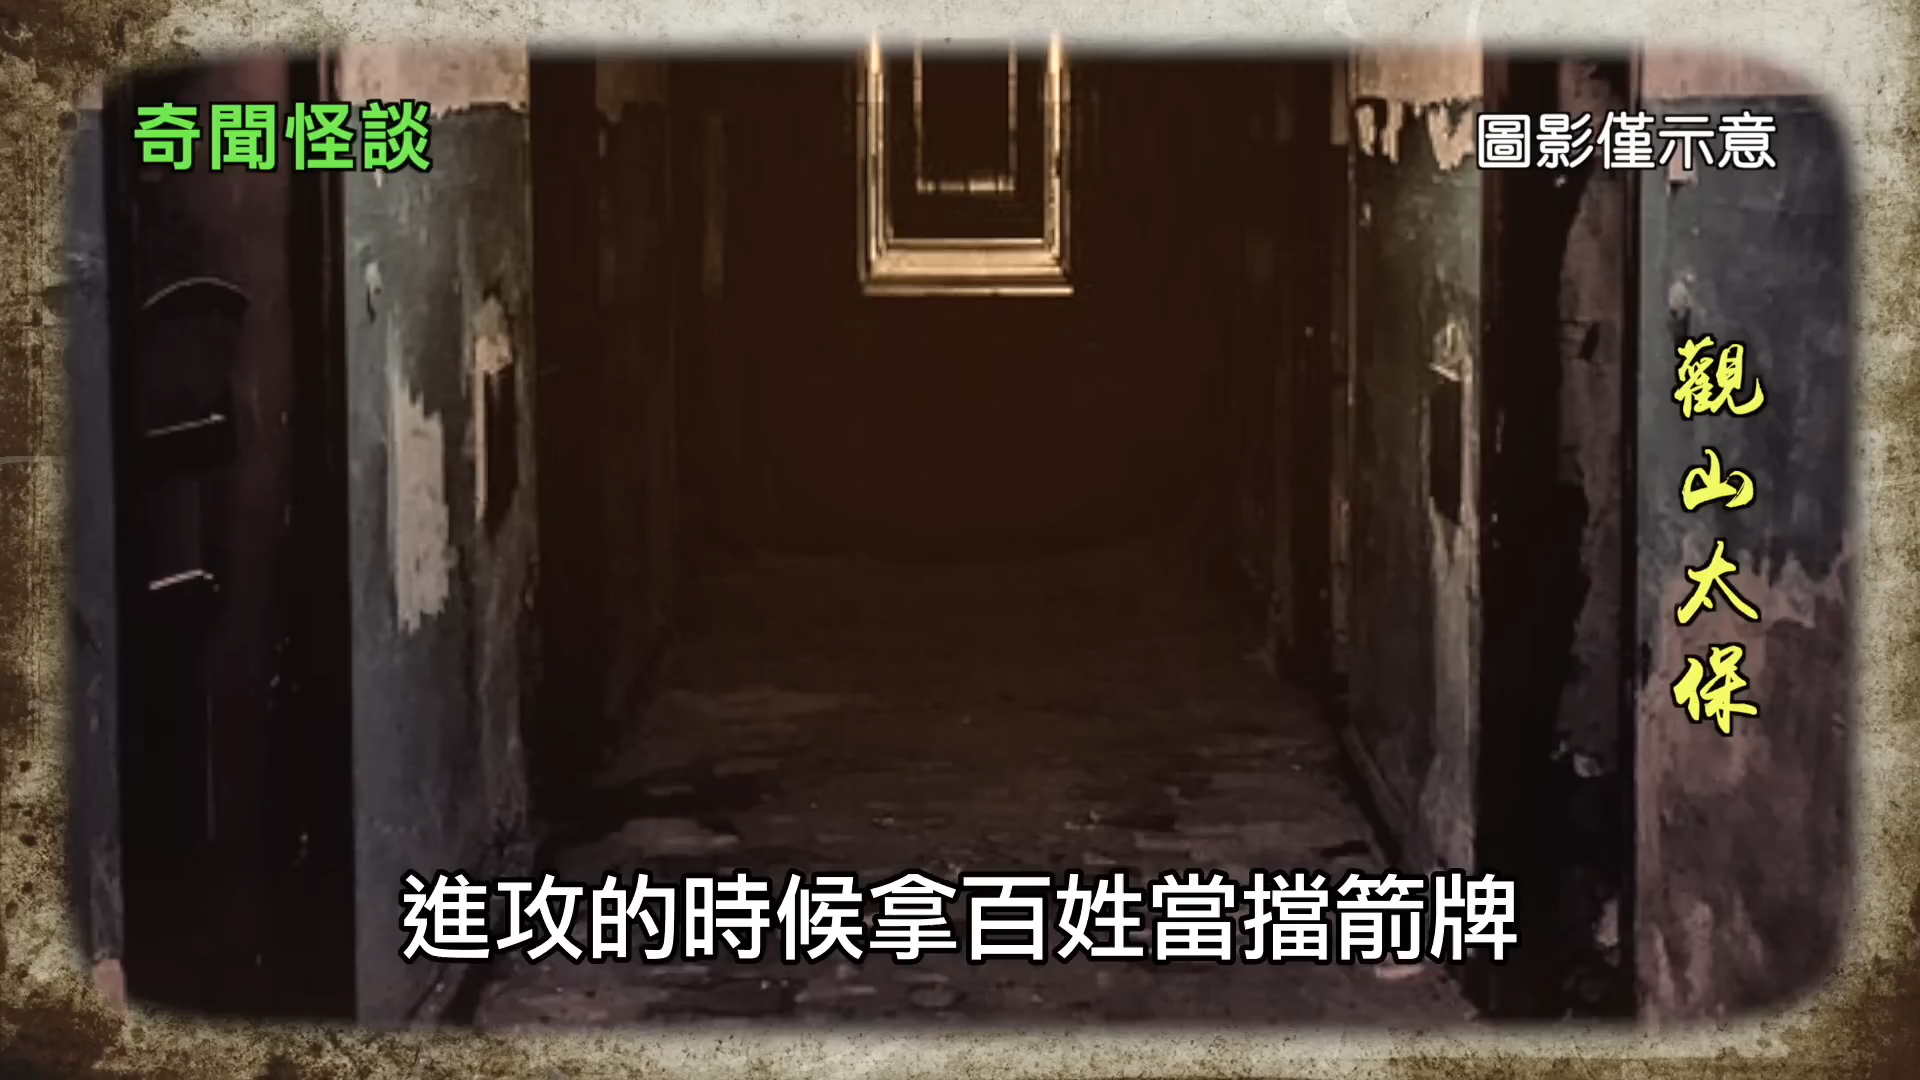 奇聞怪談
圖影僅示意
觀山太保
進攻的時候拿百姓當擋箭牌